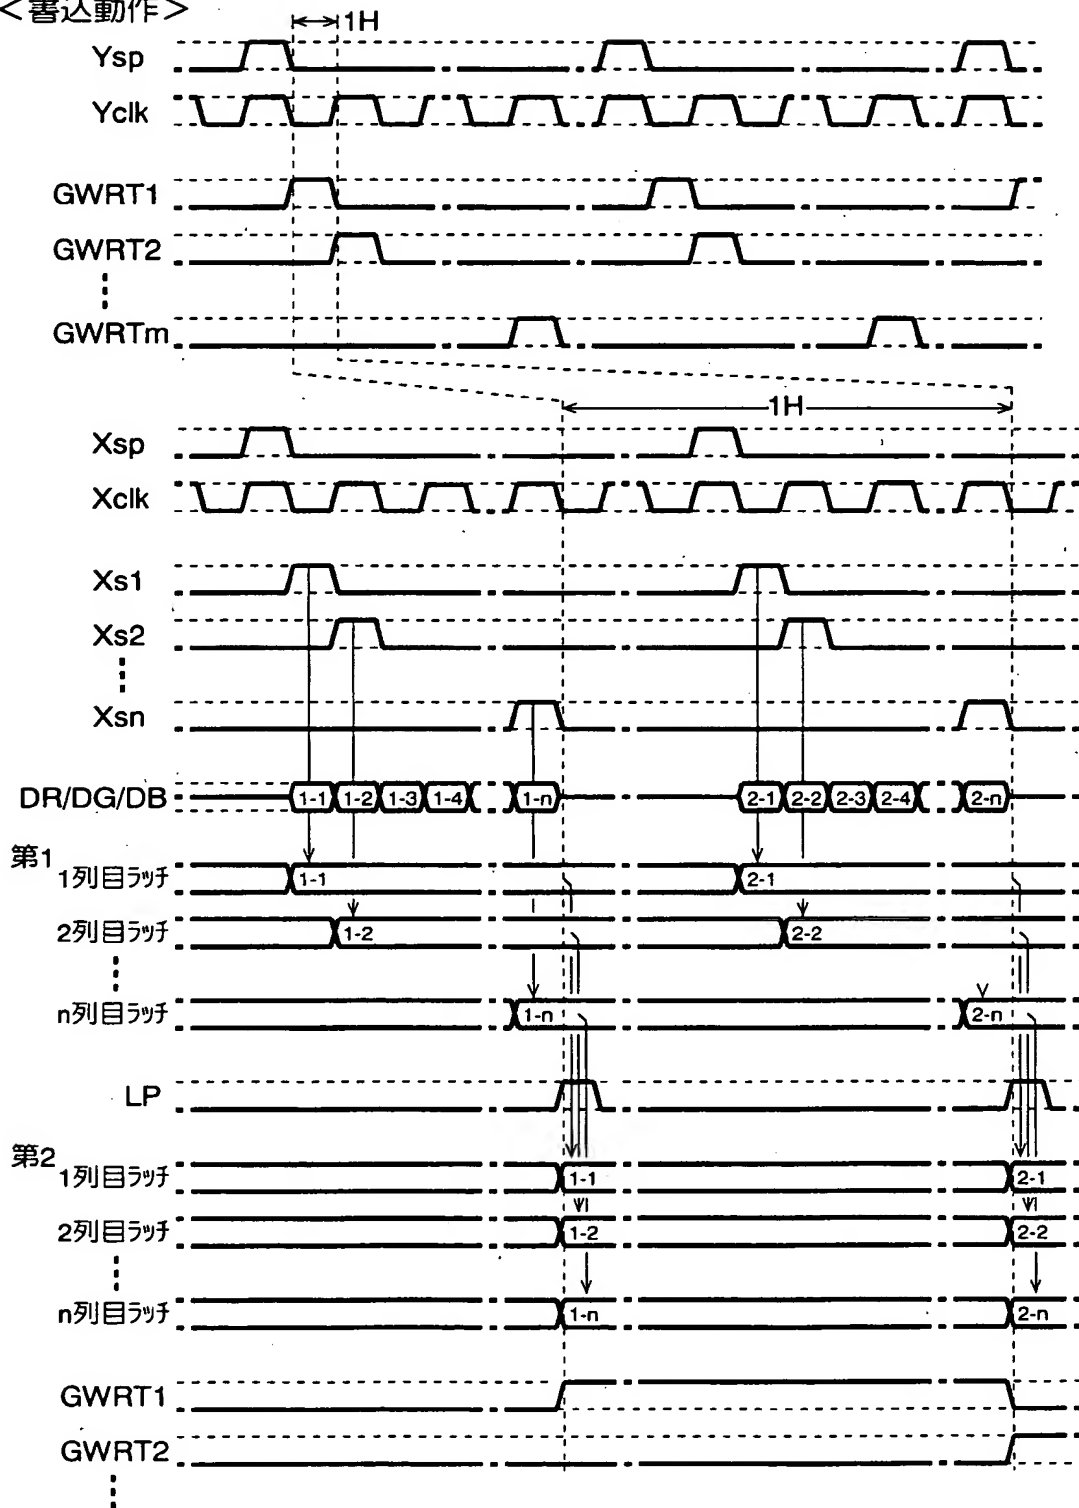 <書込動作>
1H
Ysp
Yclk
GWRT1
GWRT2
GWRTm
1H
Xsp
Xclk
Xs1
Xs2
Xsn
DR/DG/DB 1-1 1-2 1-3 1-4 1-n 2-1 2-2 2-3 2-4 2-n
第1
1列目ラッチ 1-1 2-1
2列目ラッチ 1-2 2-2
n列目ラッチ 1-n 2-n
LP
第2
1列目ラッチ 1-1 2-1
2列目ラッチ 1-2 2-2
n列目ラッチ 1-n 2-n
GWRT1
GWRT2